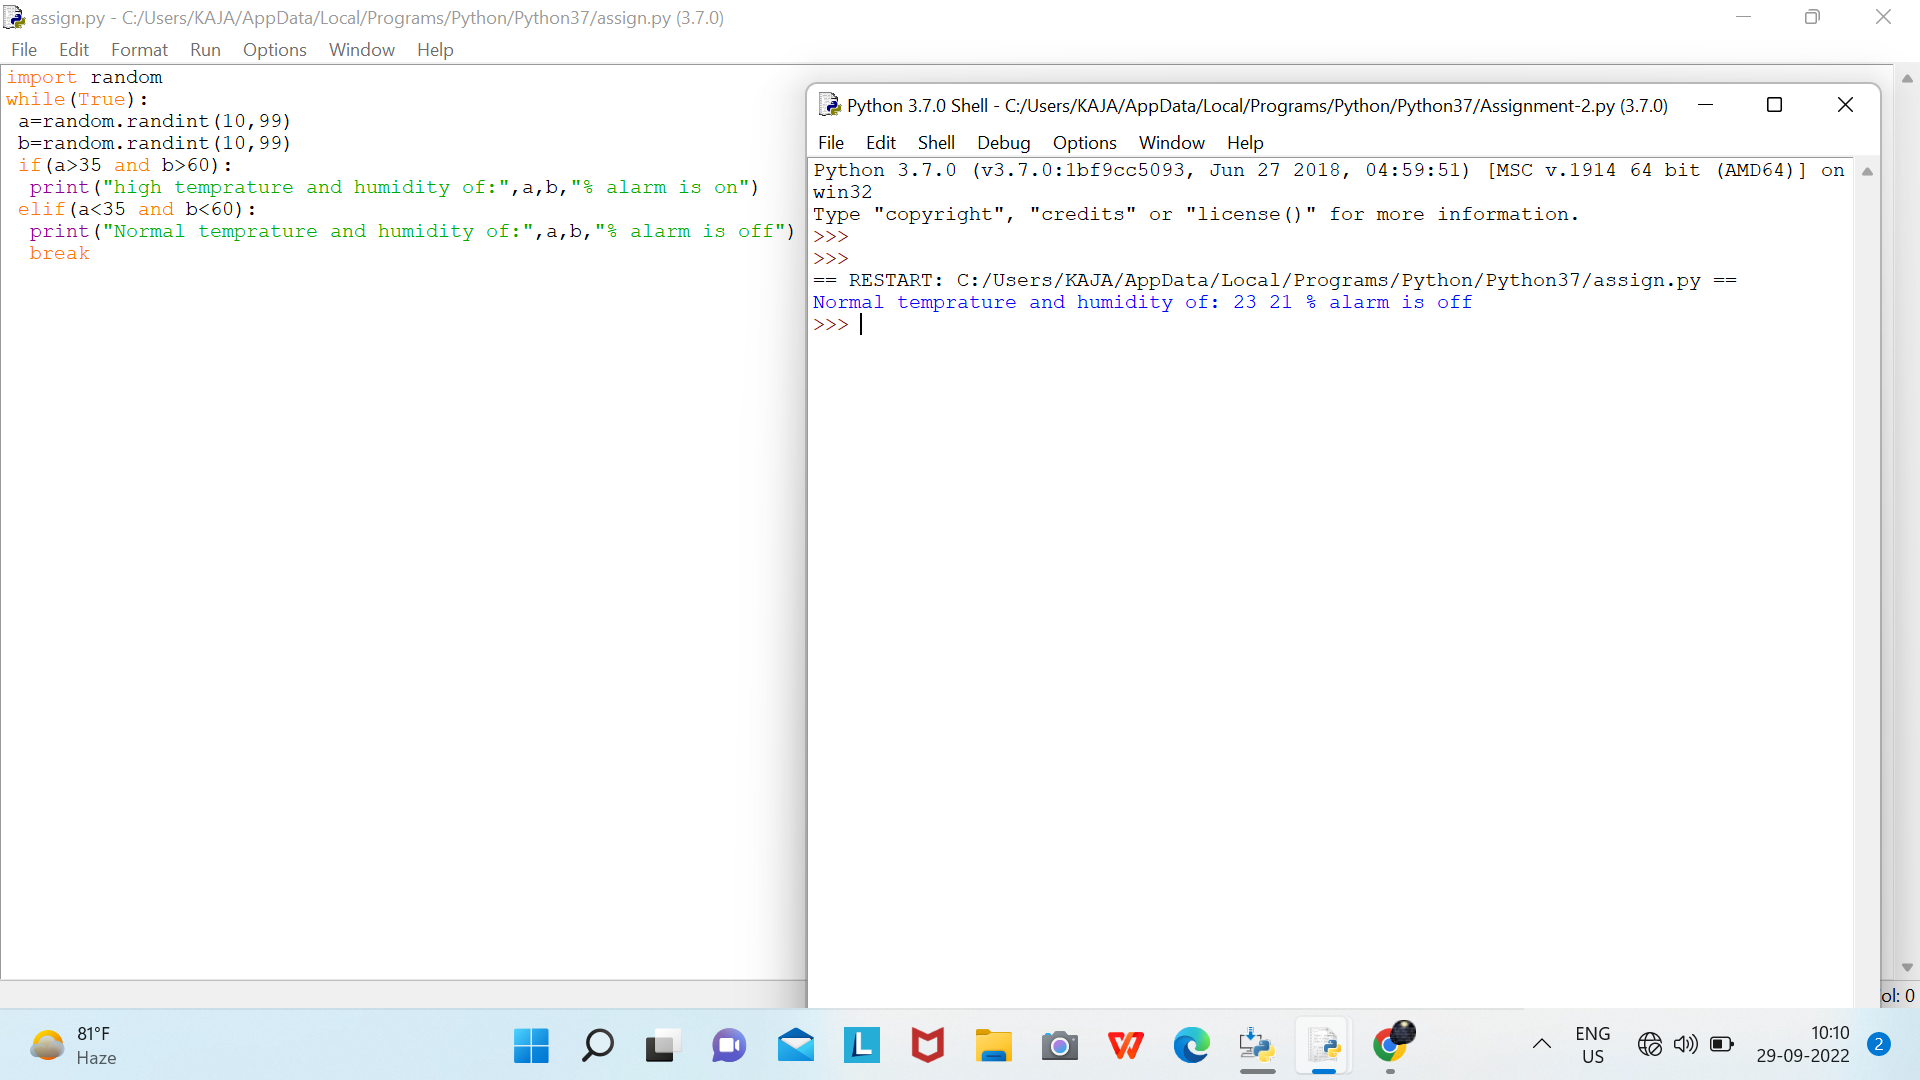 assign.py - C:/Users/KAJA/AppData/Local/Programs/Python/Python37/assign.py (3.7.0)
File Edit Format Run Options Window Help
import random
while(True):
 a=random.randint(10,99)
 b=random.randint(10,99)
 if(a>35 and b>60):
  print("high temprature and humidity of:",a,b,"% alarm is on")
 elif(a<35 and b<60):
  print("Normal temprature and humidity of:",a,b,"% alarm is off")
  break
Python 3.7.0 Shell - C:/Users/KAJA/AppData/Local/Programs/Python/Python37/Assignment-2.py (3.7.0)
File Edit Shell Debug Options Window Help
Python 3.7.0 (v3.7.0:1bf9cc5093, Jun 27 2018, 04:59:51) [MSC v.1914 64 bit (AMD64)] on
win32
Type "copyright", "credits" or "license()" for more information.
>>>
>>>
== RESTART: C:/Users/KAJA/AppData/Local/Programs/Python/Python37/assign.py ==
Normal temprature and humidity of: 23 21 % alarm is off
>>>
ol: 0
81°F
Haze
L
W
ENG
US
10:10
29-09-2022
2